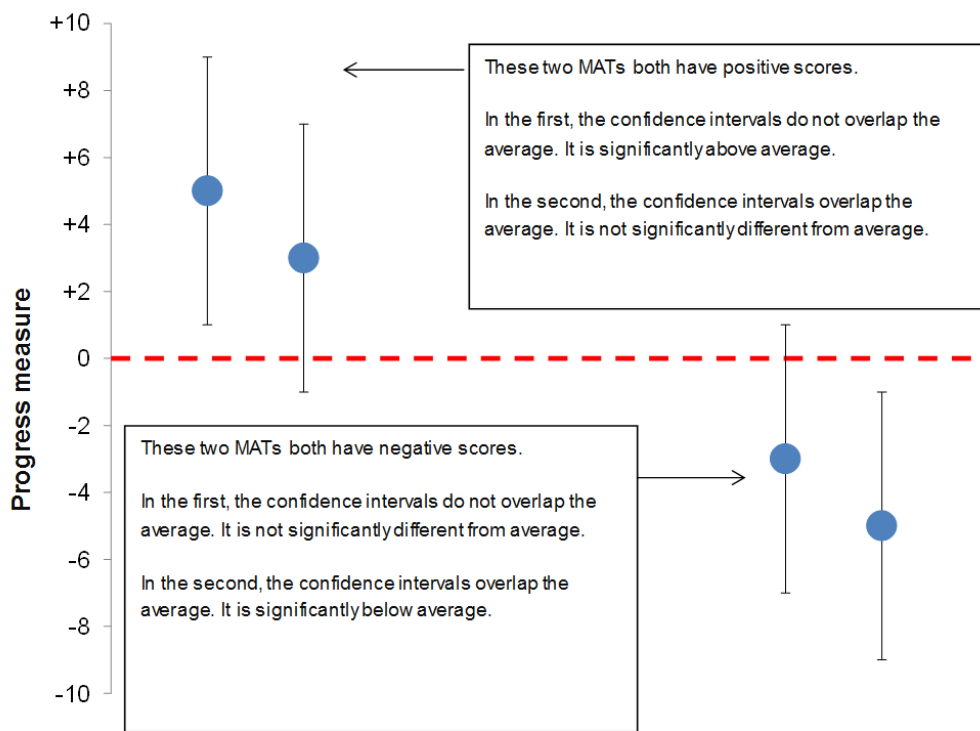 +10
These two MATs both have positive scores.
+8
In the first, the confidence intervals do not overlap the
average. It is significantly above average.
+6
In the second, the confidence intervals overlap the
average. It is not significantly different from average.
+4
+2
0
-2
-4
-6
-8
-10
Progress measure
These two MATs both have negative scores.
In the first, the confidence intervals do not overlap the
average. It is not significantly different from average.
In the second, the confidence intervals overlap the
average. It is significantly below average.